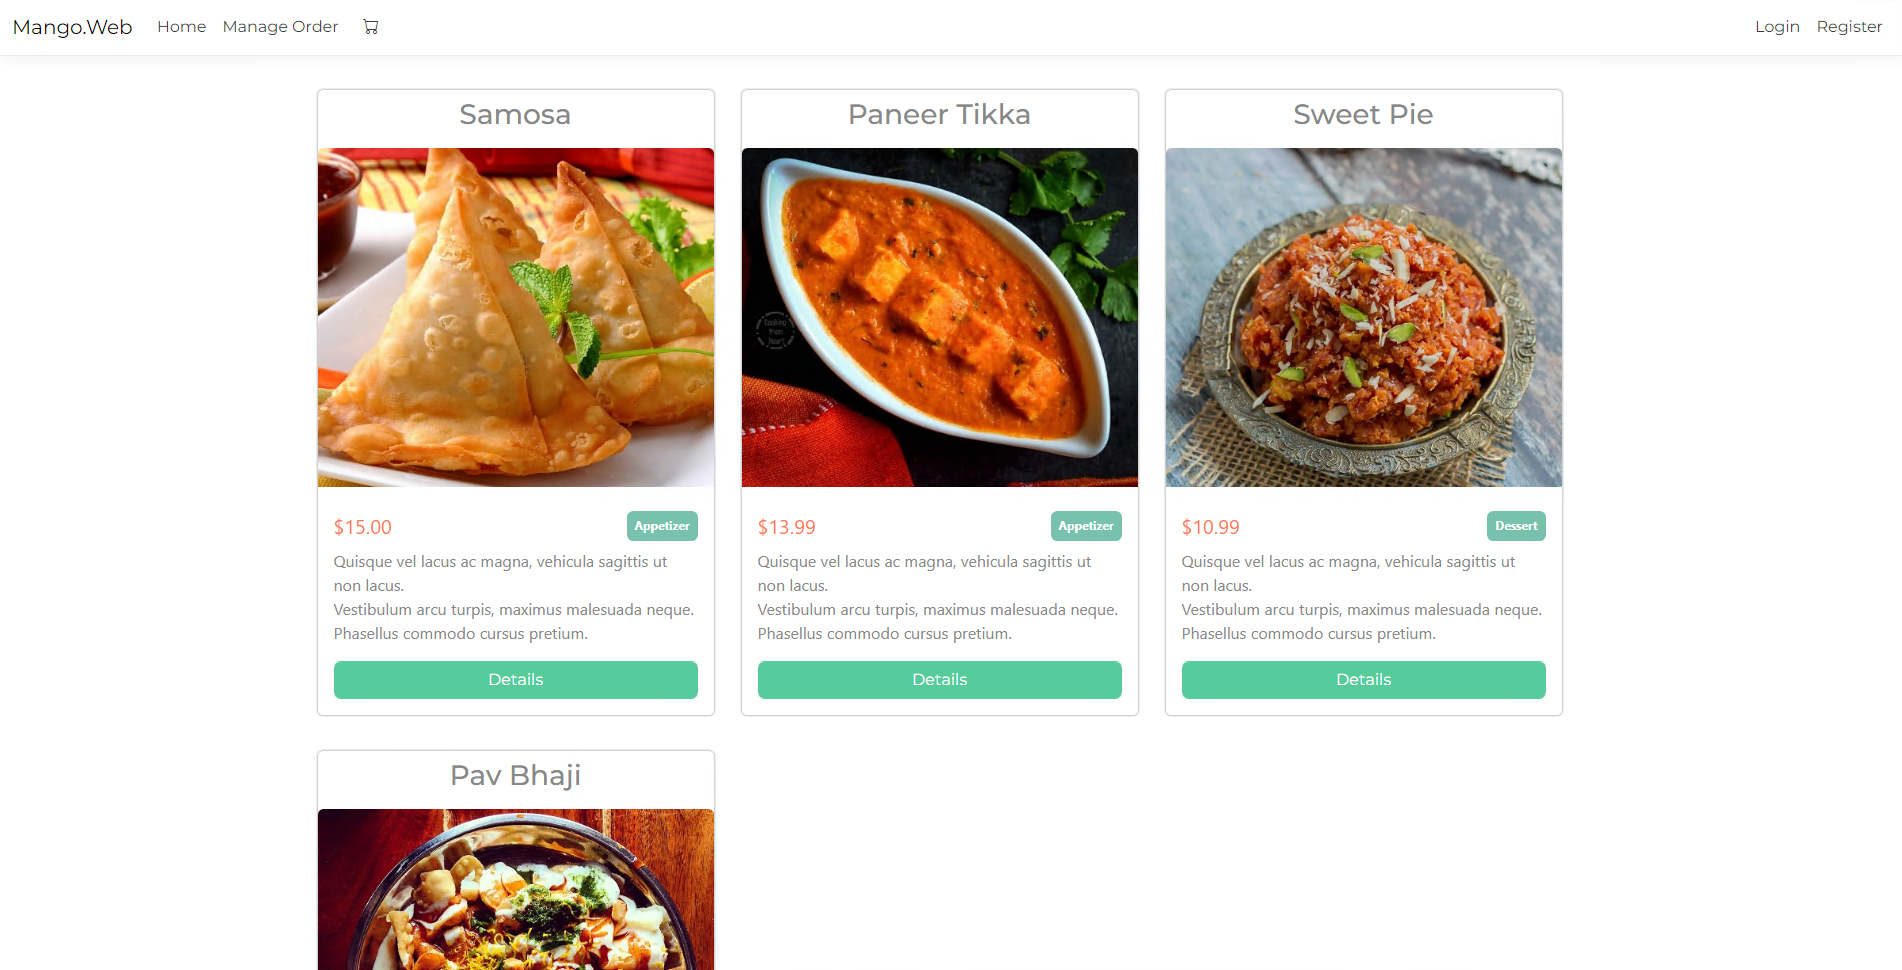 Mango.Web Home Manage Order Login Register
Samosa
Paneer Tikka
Sweet Pie
Cooking
from
Heart
$15.00 Appetizer
Quisque vel lacus ac magna, vehicula sagittis ut
non lacus.
Vestibulum arcu turpis, maximus malesuada neque.
Phasellus commodo cursus pretium.
Details
$13.99 Appetizer
Quisque vel lacus ac magna, vehicula sagittis ut
non lacus.
Vestibulum arcu turpis, maximus malesuada neque.
Phasellus commodo cursus pretium.
Details
$10.99 Dessert
Quisque vel lacus ac magna, vehicula sagittis ut
non lacus.
Vestibulum arcu turpis, maximus malesuada neque.
Phasellus commodo cursus pretium.
Details
Pav Bhaji